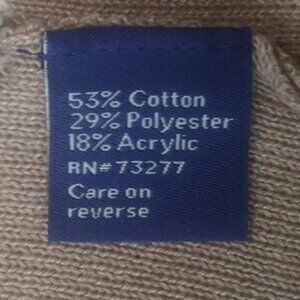 53% Cotton
29% Polyester
18% Acrylic
RN# 73277
Care on
reverse